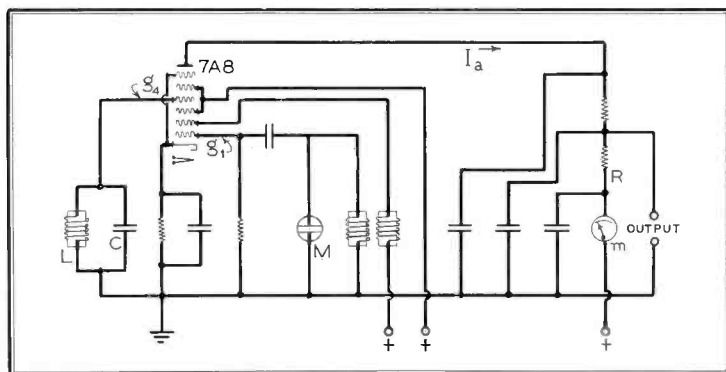 7A8
Iₐ
g₄
g₁
V
R
L
C
M
m
OUTPUT
+
+
+